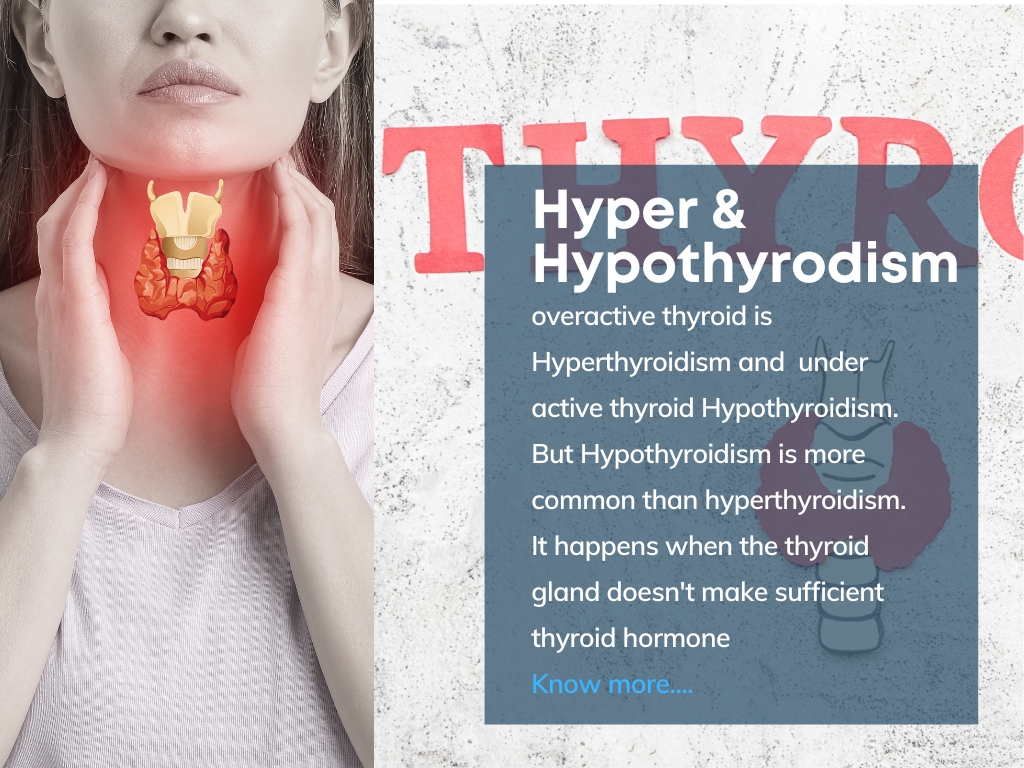 THYRO
Hyper &
Hypothyrodism
overactive thyroid is
Hyperthyroidism and  under
active thyroid Hypothyroidism.
But Hypothyroidism is more
common than hyperthyroidism.
It happens when the thyroid
gland doesn't make sufficient
thyroid hormone
Know more....